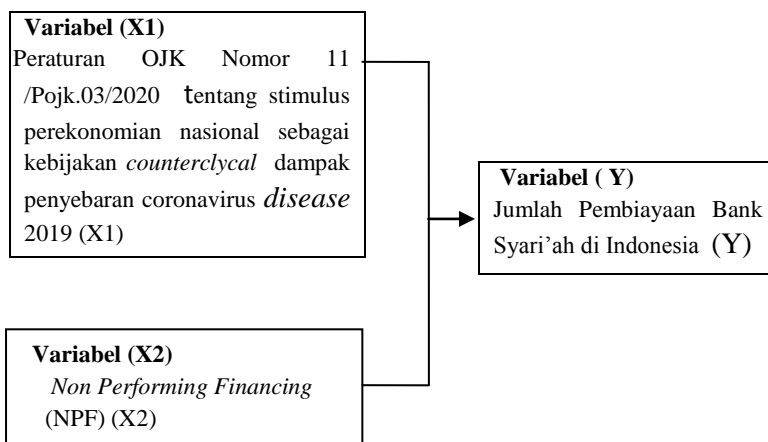 Variabel (X1)
Peraturan OJK Nomor 11
/Pojk.03/2020 tentang stimulus
perekonomian nasional sebagai
kebijakan counterclycal dampak
penyebaran coronavirus disease
2019 (X1)
Variabel ( Y)
Jumlah Pembiayaan Bank
Syari’ah di Indonesia (Y)
Variabel (X2)
Non Performing Financing
(NPF) (X2)